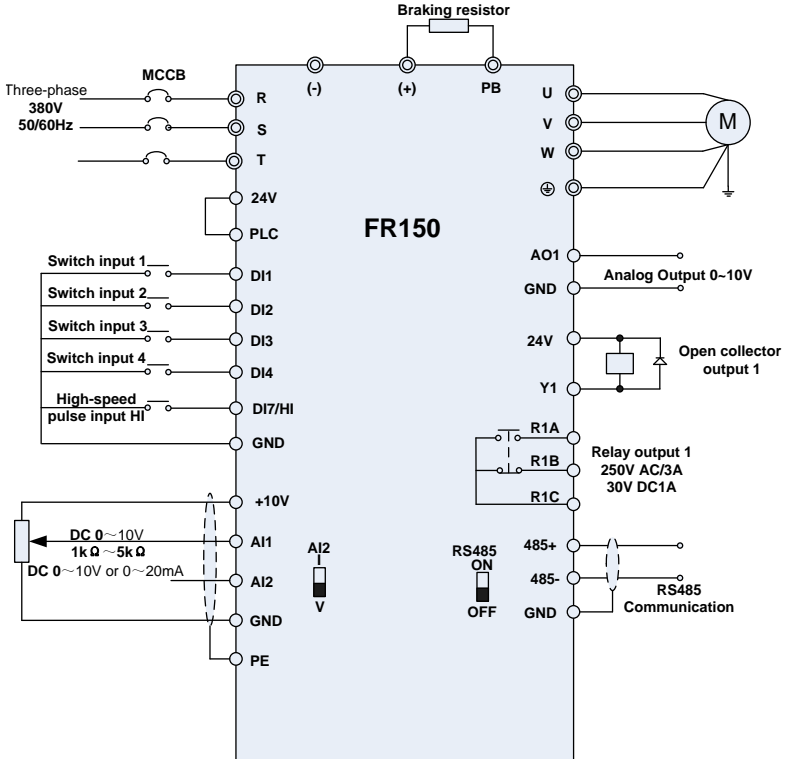 Braking resistor
MCCB
Three-phase
380V
50/60Hz
(-)
(+)
PB
R
S
T
U
V
W
M
24V
PLC
FR150
Switch input 1
DI1
Switch input 2
DI2
Switch input 3
DI3
Switch input 4
DI4
High-speed
pulse input HI
DI7/HI
GND
AO1
Analog Output 0~10V
GND
24V
Open collector
output 1
Y1
R1A
R1B
R1C
Relay output 1
250V AC/3A
30V DC1A
+10V
DC 0～10V
1kΩ～5kΩ
AI1
DC 0～10V or 0～20mA
AI2
GND
PE
AI2
I
V
RS485
ON
OFF
485+
485-
GND
RS485
Communication